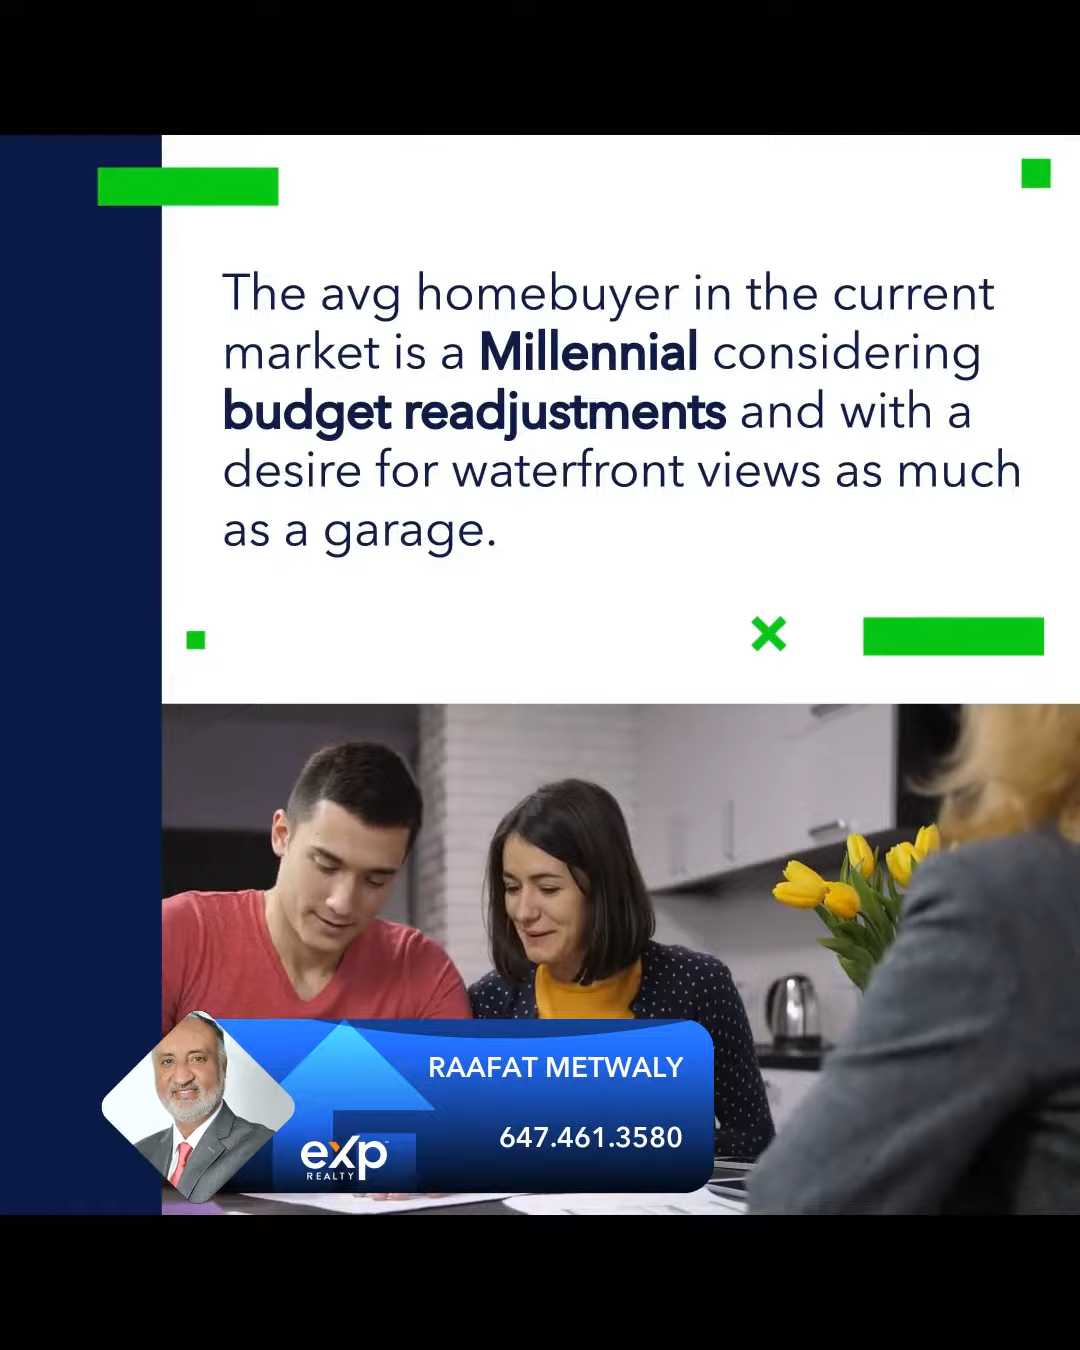 The avg homebuyer in the current
market is a Millennial considering
budget readjustments and with a
desire for waterfront views as much
as a garage.
RAAFAT METWALY
647.461.3580
eXp
REALTY